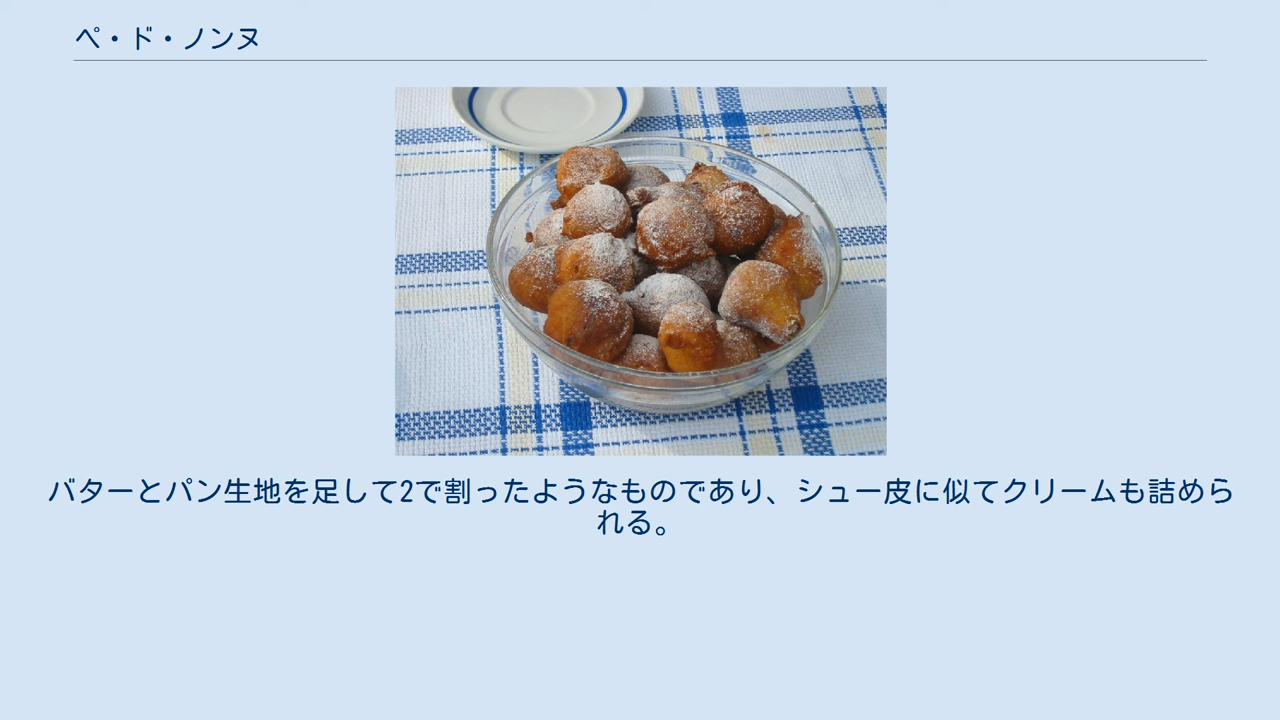 ペ・ド・ノンヌ
バターとパン生地を足して2で割ったようなものであり、シュー皮に似てクリームも詰めら
れる。